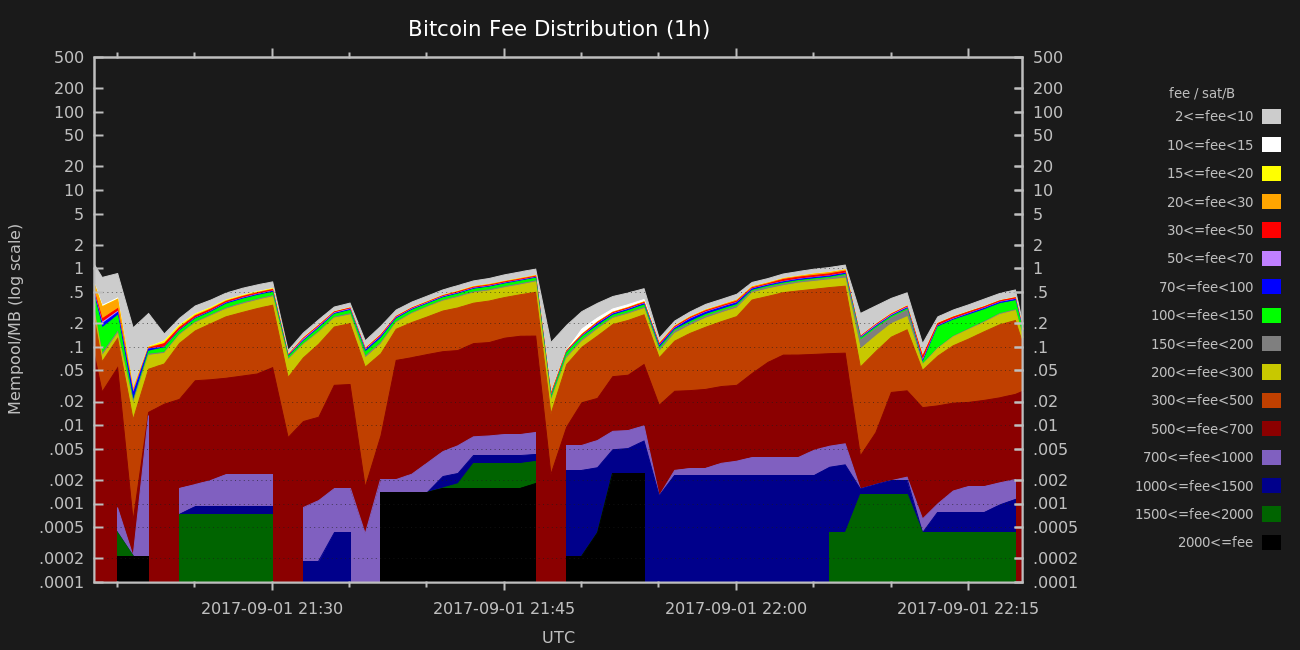 Bitcoin Fee Distribution (1h)
Mempool/MB (log scale)
500
200
100
50
20
10
5
2
1
.5
.2
.1
.05
.02
.01
.005
.002
.001
.0005
.0002
.0001
500
200
100
50
20
10
5
2
1
.5
.2
.1
.05
.02
.01
.005
.002
.001
.0005
.0002
.0001
2017-09-01 21:30
2017-09-01 21:45
2017-09-01 22:00
2017-09-01 22:15
UTC
fee / sat/B
2<=fee<10
10<=fee<15
15<=fee<20
20<=fee<30
30<=fee<50
50<=fee<70
70<=fee<100
100<=fee<150
150<=fee<200
200<=fee<300
300<=fee<500
500<=fee<700
700<=fee<1000
1000<=fee<1500
1500<=fee<2000
2000<=fee